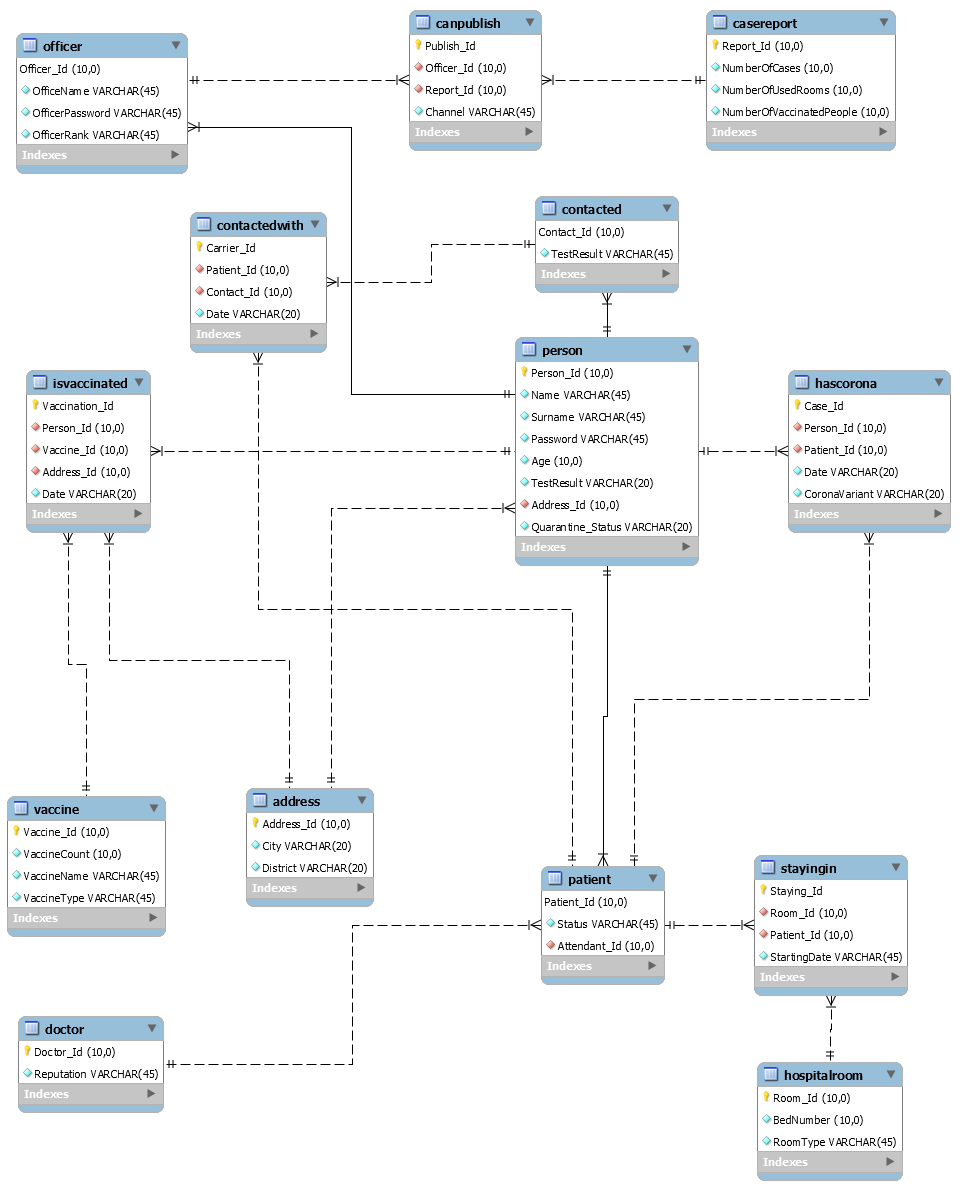 officer
Officer_Id (10,0)
OfficeName VARCHAR(45)
OfficerPassword VARCHAR(45)
OfficerRank VARCHAR(45)
Indexes
canpublish
Publish_Id
Officer_Id (10,0)
Report_Id (10,0)
Channel VARCHAR(45)
Indexes
casereport
Report_Id (10,0)
NumberOfCases (10,0)
NumberOfUsedRooms (10,0)
NumberOfVaccinatedPeople (10,0)
Indexes
contactedwith
Carrier_Id
Patient_Id (10,0)
Contact_Id (10,0)
Date VARCHAR(20)
Indexes
contacted
Contact_Id (10,0)
TestResult VARCHAR(45)
Indexes
isvaccinated
Vaccination_Id
Person_Id (10,0)
Vaccine_Id (10,0)
Address_Id (10,0)
Date VARCHAR(20)
Indexes
person
Person_Id (10,0)
Name VARCHAR(45)
Surname VARCHAR(45)
Password VARCHAR(45)
Age (10,0)
TestResult VARCHAR(20)
Address_Id (10,0)
Quarantine_Status VARCHAR(20)
Indexes
hascorona
Case_Id
Person_Id (10,0)
Patient_Id (10,0)
Date VARCHAR(20)
CoronaVariant VARCHAR(20)
Indexes
vaccine
Vaccine_Id (10,0)
VaccineCount (10,0)
VaccineName VARCHAR(45)
VaccineType VARCHAR(45)
Indexes
address
Address_Id (10,0)
City VARCHAR(20)
District VARCHAR(20)
Indexes
patient
Patient_Id (10,0)
Status VARCHAR(45)
Attendant_Id (10,0)
Indexes
stayingin
Staying_Id
Room_Id (10,0)
Patient_Id (10,0)
StartingDate VARCHAR(45)
Indexes
doctor
Doctor_Id (10,0)
Reputation VARCHAR(45)
Indexes
hospitalroom
Room_Id (10,0)
BedNumber (10,0)
RoomType VARCHAR(45)
Indexes